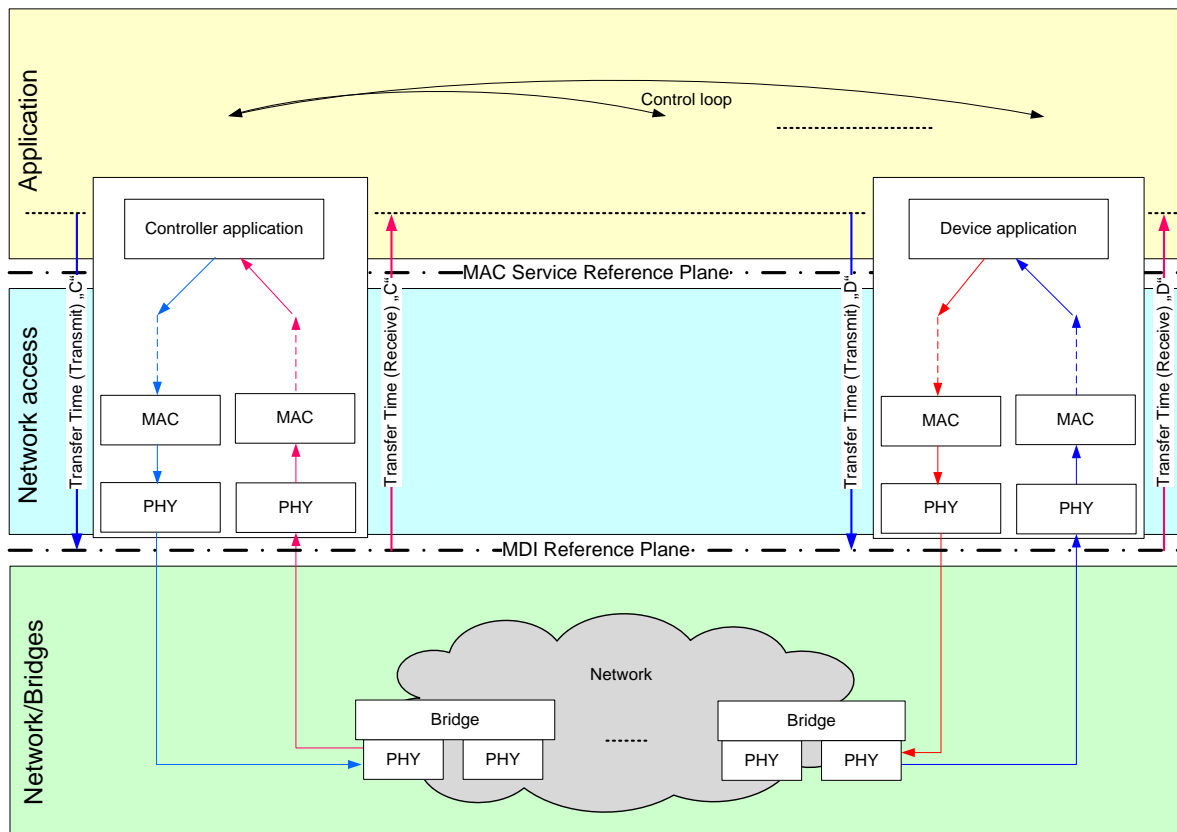 Application
Control loop
Controller application
Device application
MAC Service Reference Plane
Network access
Transfer Time (Transmit) „C“
Transfer Time (Receive) „C“
Transfer Time (Transmit) „D“
Transfer Time (Receive) „D“
MAC
MAC
MAC
MAC
PHY
PHY
PHY
PHY
MDI Reference Plane
Network/Bridges
Network
Bridge
Bridge
PHY
PHY
PHY
PHY